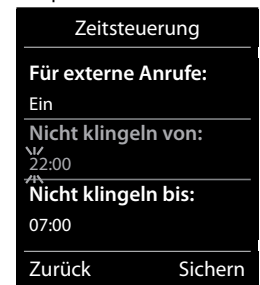 Zeitsteuerung
Für externe Anrufe:
Ein
Nicht klingeln von:
22:00
Nicht klingeln bis:
07:00
Zurück Sichern